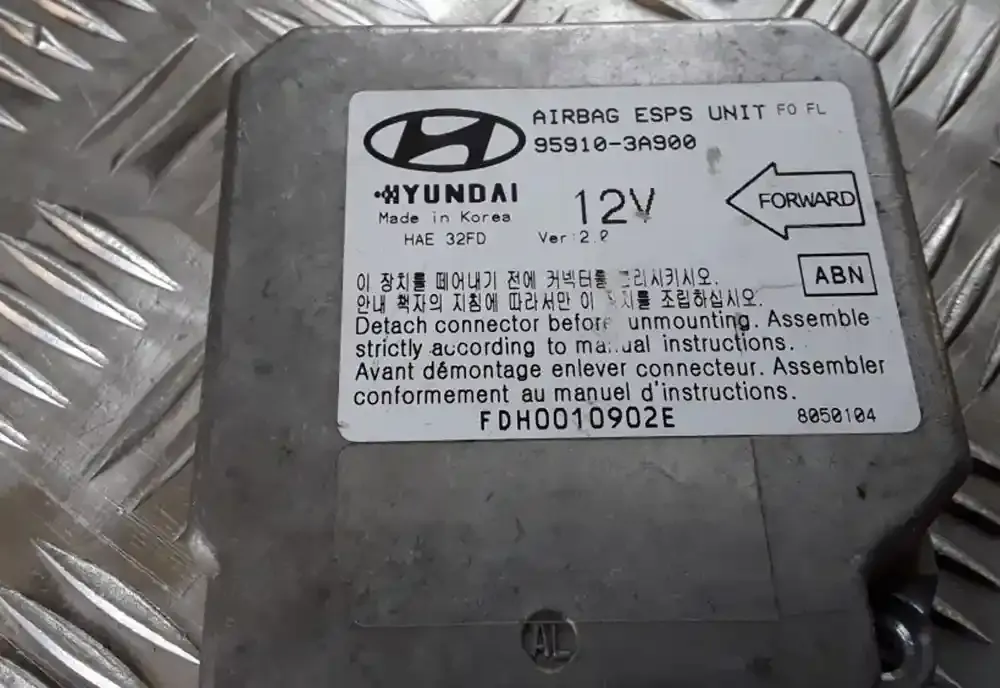 AIRBAG ESPS UNIT FO FL
95910-3A900
HYUNDAI
Made in Korea
12V
FORWARD
HAE 32FD Ver 2.0
ABN
이 장치를 떼어내기 전에 커넥터를 분리시키시오.
안내 책자의 지침에 따라서만 이 장치를 조립하십시오.
Detach connector before unmounting. Assemble
strictly according to manual instructions.
Avant démontage enlever connecteur. Assembler
conformement au manuel d'instructions.
FDH0010902E 8050104
AL